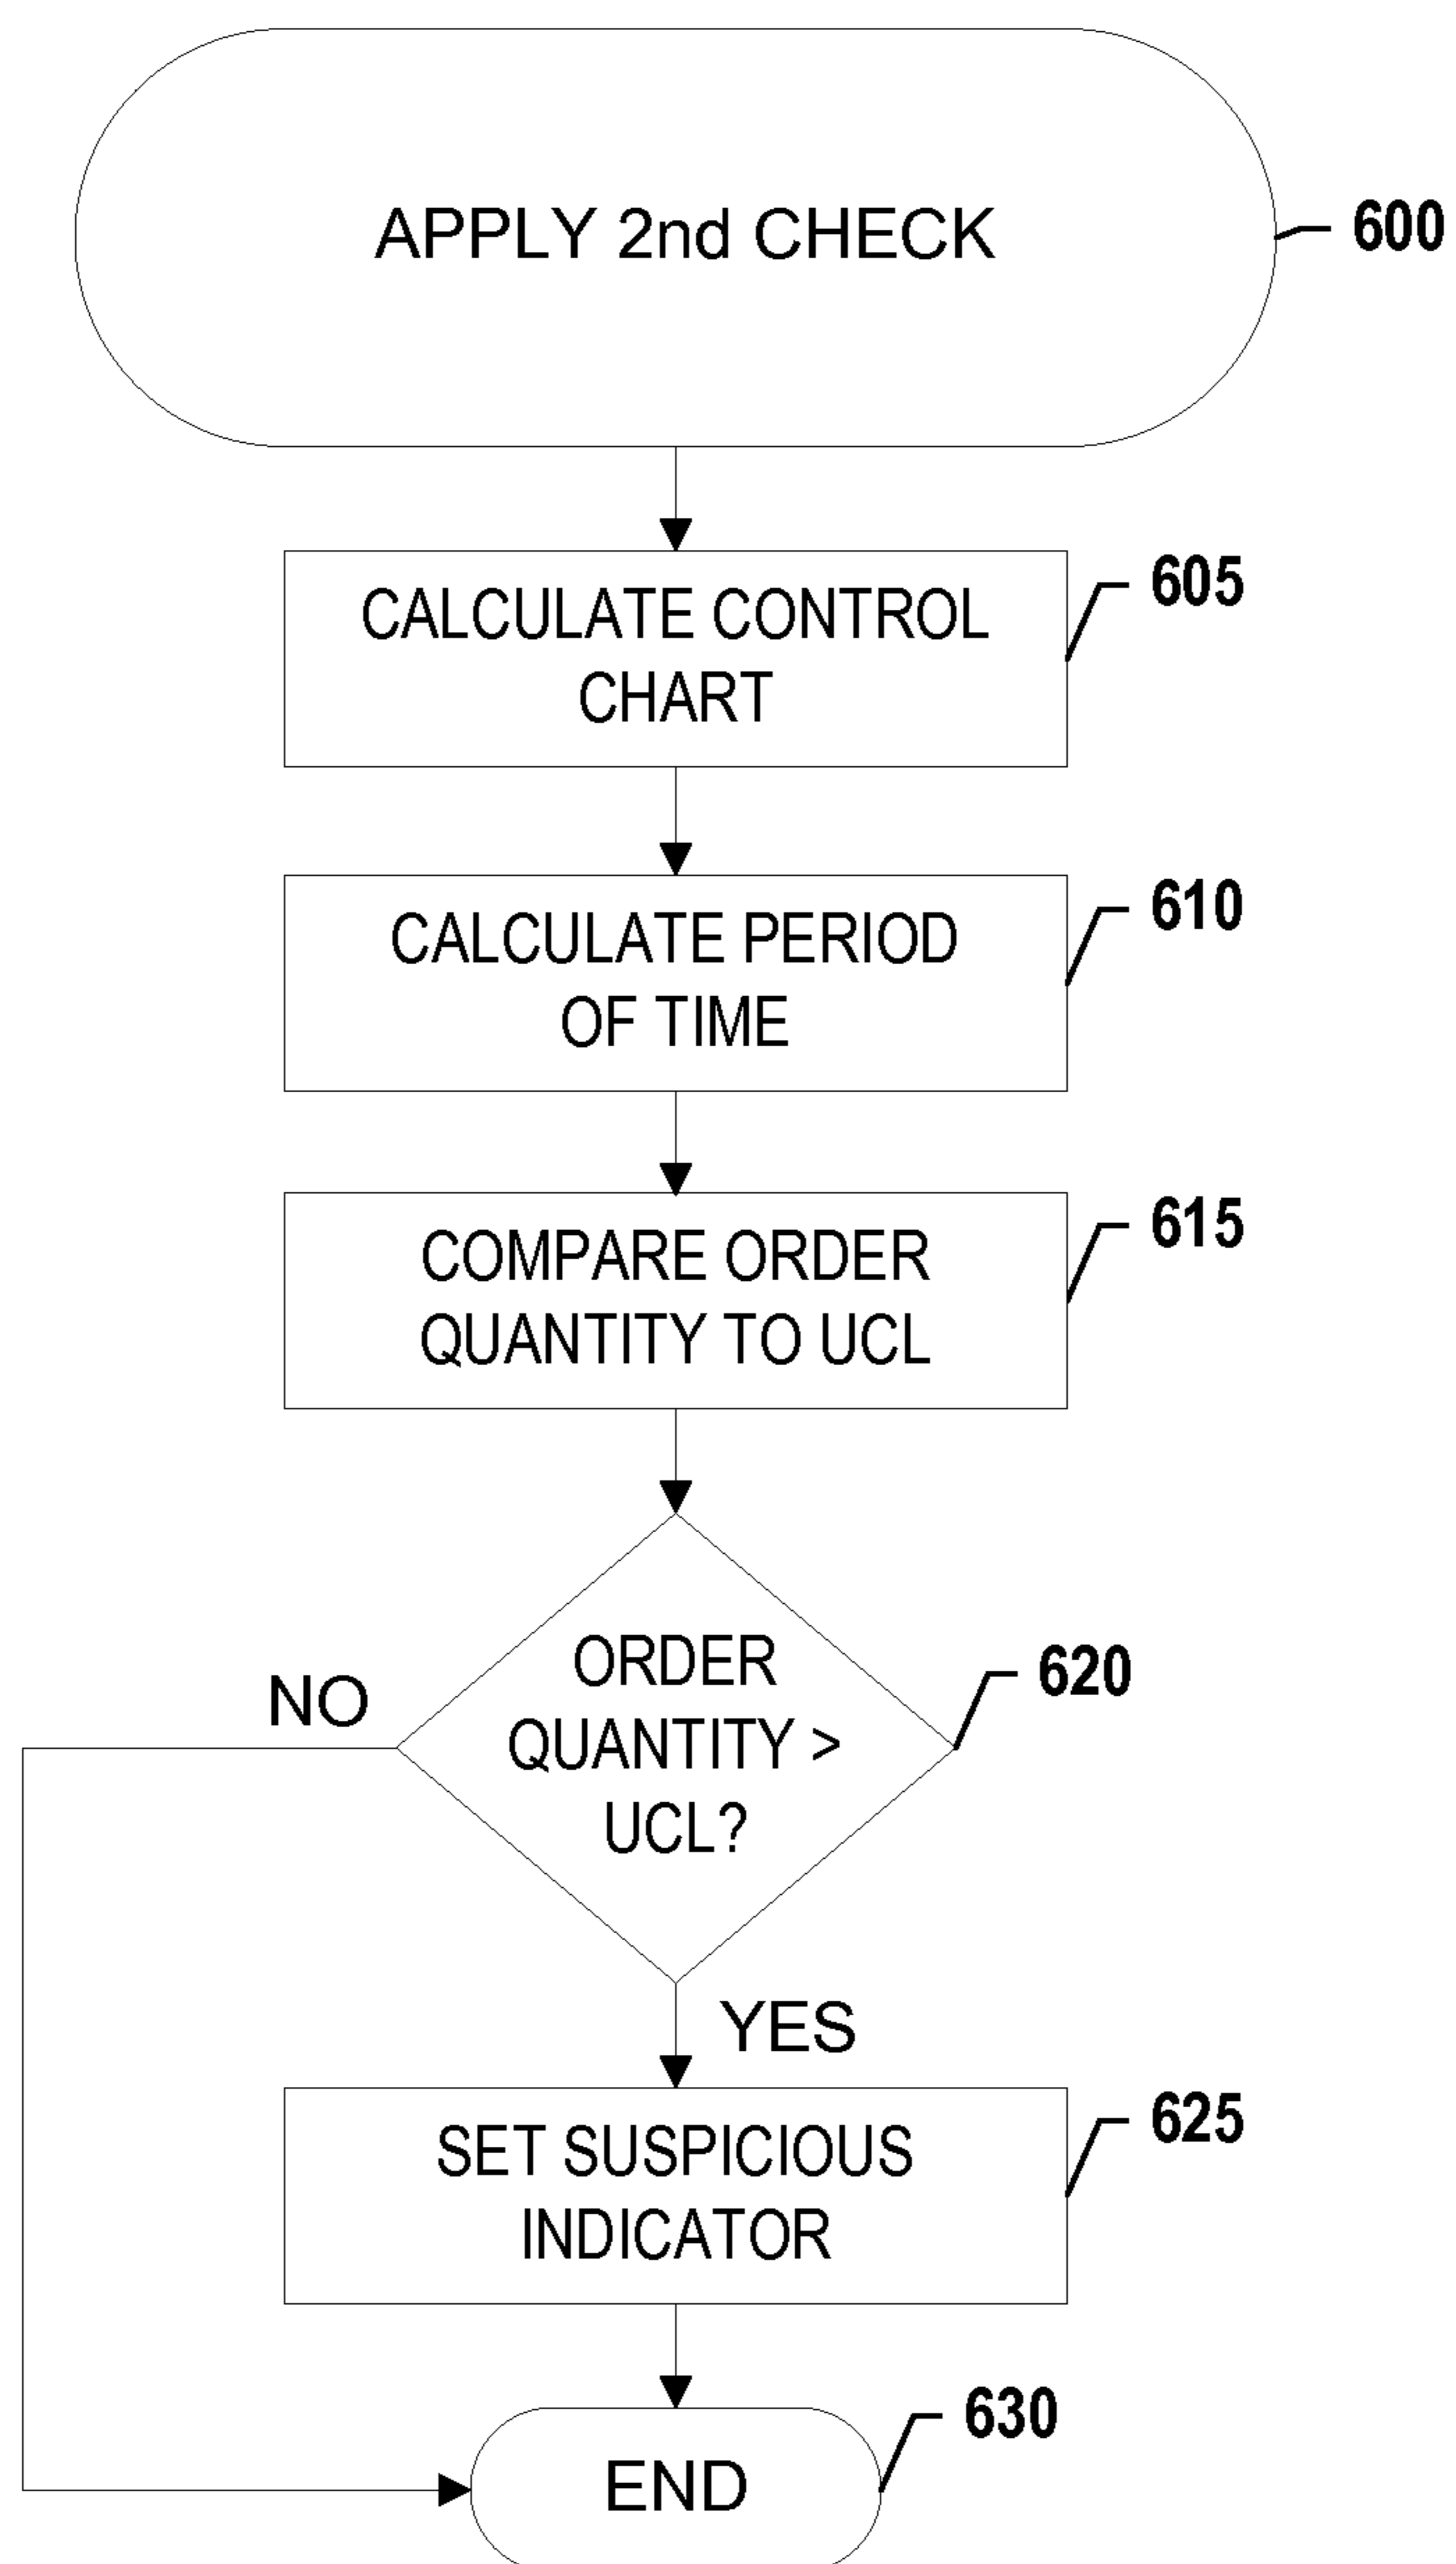 APPLY 2nd CHECK
600
CALCULATE CONTROL
CHART
605
CALCULATE PERIOD
OF TIME
610
COMPARE ORDER
QUANTITY TO UCL
615
ORDER
QUANTITY >
UCL?
620
NO
YES
SET SUSPICIOUS
INDICATOR
625
END
630